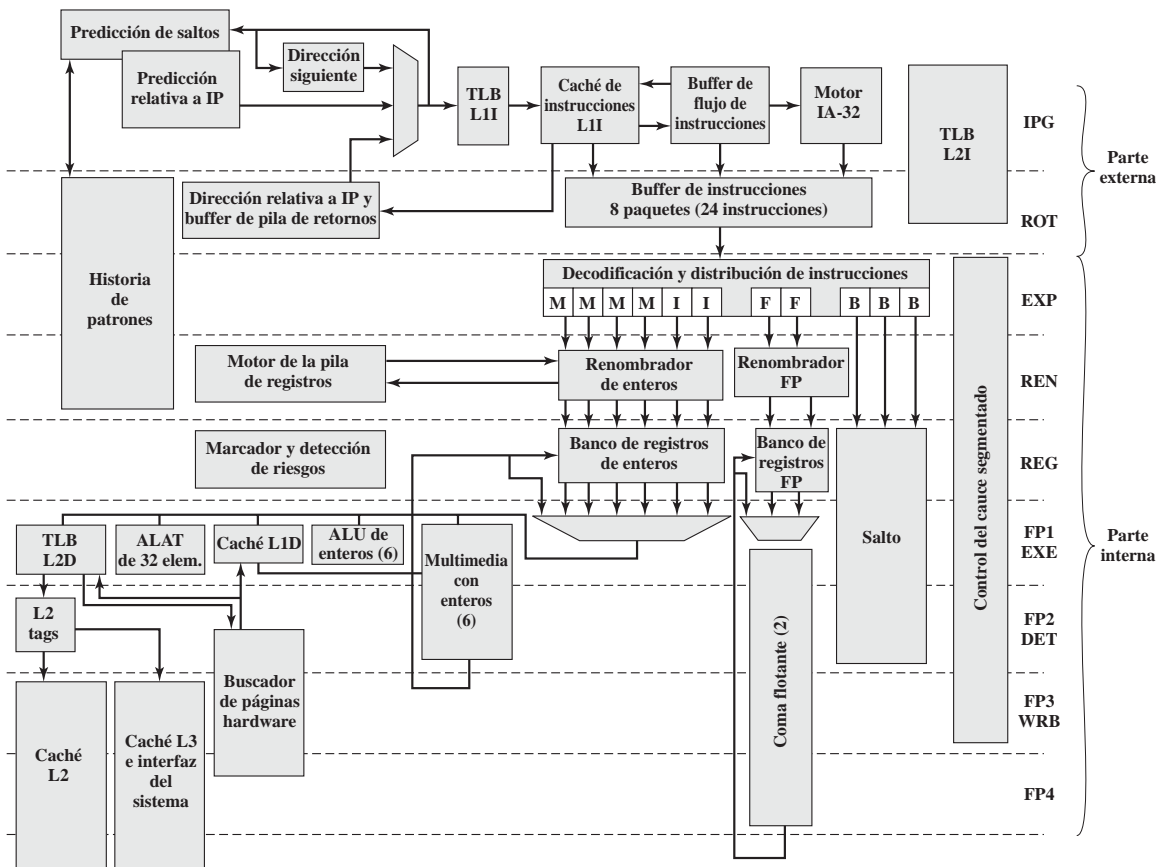 Predicción de saltos
Predicción
relativa a IP
Dirección
siguiente
TLB
L1I
Caché de
instrucciones
L1I
Buffer de
flujo de
instrucciones
Motor
IA-32
TLB
L2I
IPG
Parte
externa
Historia
de
patrones
Dirección relativa a IP y
buffer de pila de retornos
Buffer de instrucciones
8 paquetes (24 instrucciones)
ROT
Decodificación y distribución de instrucciones
M M M M I I F F B B B
EXP
Motor de la pila
de registros
Renombrador
de enteros
Renombrador
FP
REN
Marcador y detección
de riesgos
Banco de registros
de enteros
Banco de
registros
FP
REG
Control del cauce segmentado
Parte
interna
TLB
L2D
ALAT
de 32 elem.
Caché L1D
ALU de
enteros (6)
Multimedia
con
enteros
(6)
Salto
FP1
EXE
L2
tags
Coma flotante (2)
FP2
DET
Buscador
de páginas
hardware
FP3
WRB
Caché
L2
Caché L3
e interfaz
del
sistema
FP4